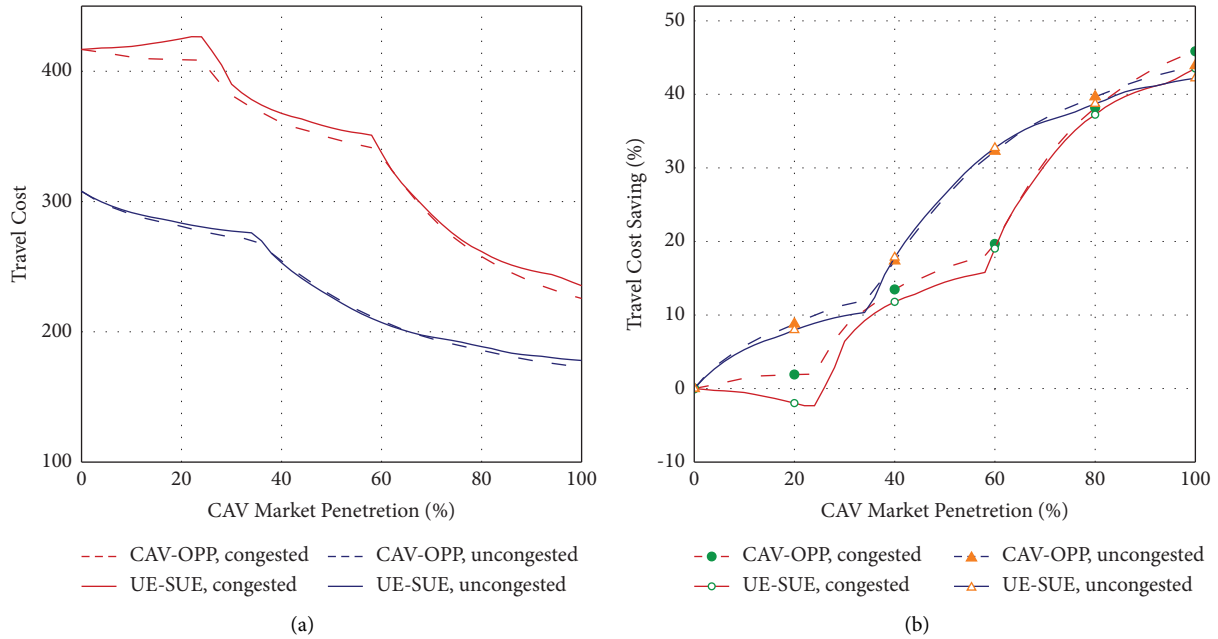 Travel Cost
400
300
200
100
0
20
40
60
80
100
CAV Market Penetretion (%)
CAV-OPP, congested
CAV-OPP, uncongested
UE-SUE, congested
UE-SUE, uncongested
(a)
Travel Cost Saving (%)
50
40
30
20
10
0
-10
0
20
40
60
80
100
CAV Market Penetretion (%)
CAV-OPP, congested
CAV-OPP, uncongested
UE-SUE, congested
UE-SUE, uncongested
(b)